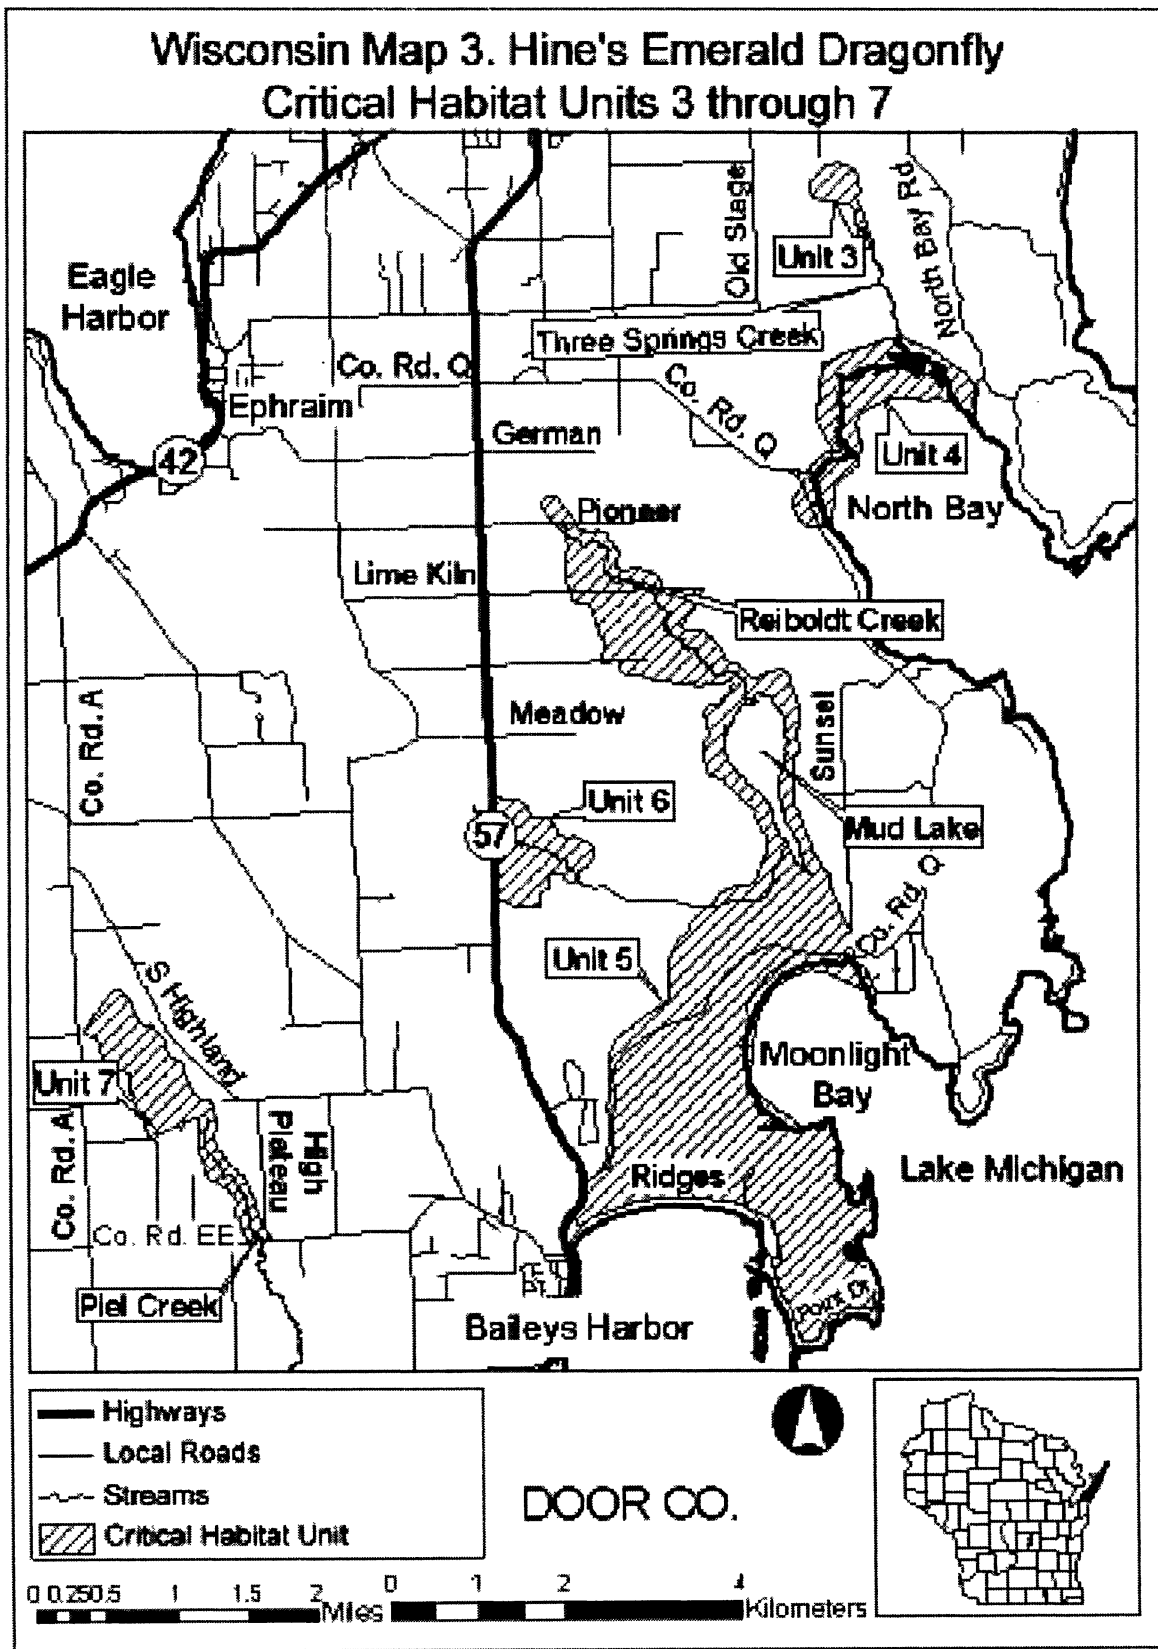 Wisconsin Map 3. Hine's Emerald Dragonfly
Critical Habitat Units 3 through 7
Old Stage
North Bay Rd
Unit 3
Eagle
Harbor
Three Springs Creek
Co. Rd. Q
Co. Rd. Q
Ephraim
German
42
Unit 4
North Bay
Pioneer
Lime Kiln
Reiboldt Creek
Co. Rd. A
Meadow
Sunset
Unit 6
57
Mud Lake
Co. Rd. Q
Unit 5
S Highland
Moonlight
Bay
Unit 7
Co. Rd. A
High
Plateau
Ridges
Lake Michigan
Co. Rd. EE
Piel Creek
Point Dr
Baileys Harbor
Highways
Local Roads
Streams
Critical Habitat Unit
DOOR CO.
0 0.25 0.5 1 1.5 2 Miles
0 1 2 4 Kilometers